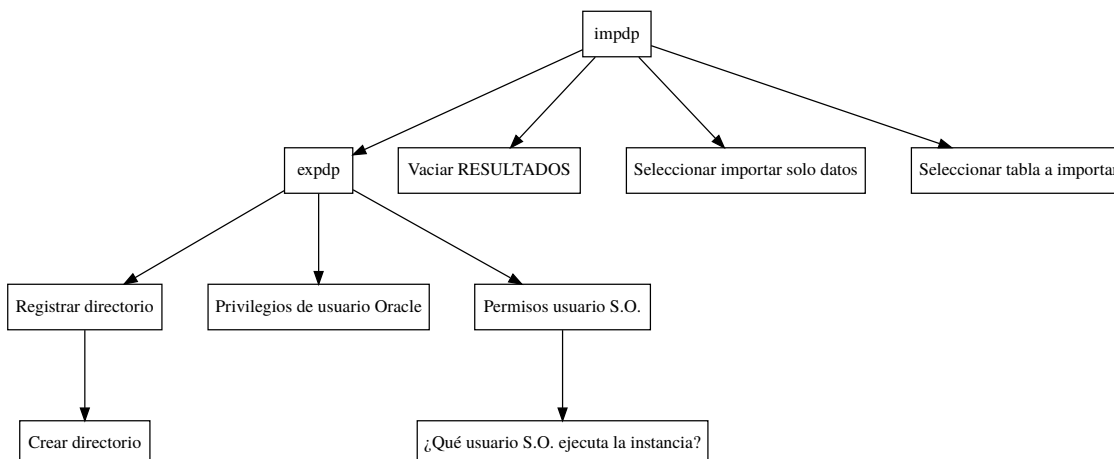 impdp
expdp
Vaciar RESULTADOS
Seleccionar importar solo datos
Seleccionar tabla a importar
Registrar directorio
Privilegios de usuario Oracle
Permisos usuario S.O.
Crear directorio
¿Qué usuario S.O. ejecuta la instancia?